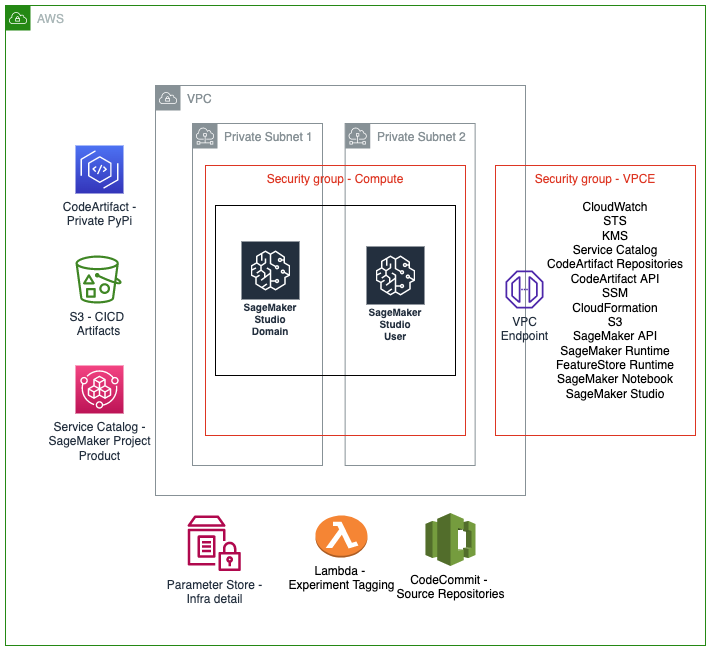 AWS
VPC
Private Subnet 1
Private Subnet 2
Security group - Compute
Security group - VPCE
CodeArtifact -
Private PyPi
S3 - CICD
Artifacts
Service Catalog -
SageMaker Project
Product
SageMaker
Studio
Domain
SageMaker
Studio
User
VPC
Endpoint
CloudWatch
STS
KMS
Service Catalog
CodeArtifact Repositories
CodeArtifact API
SSM
CloudFormation
S3
SageMaker API
SageMaker Runtime
FeatureStore Runtime
SageMaker Notebook
SageMaker Studio
Parameter Store -
Infra detail
Lambda -
Experiment Tagging
CodeCommit -
Source Repositories